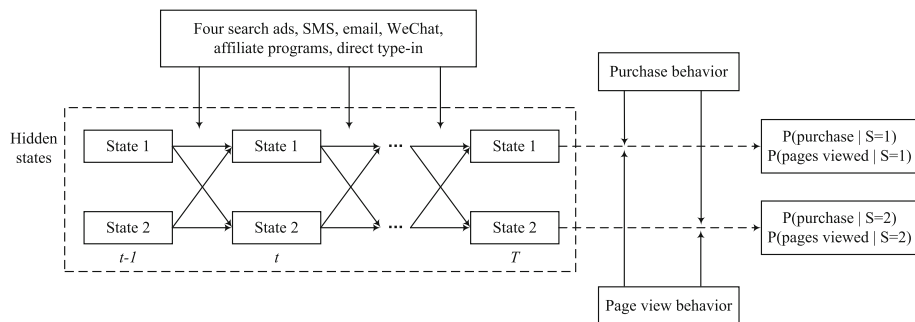 Four search ads, SMS, email, WeChat,
affiliate programs, direct type-in
Purchase behavior
Hidden
states
State 1
State 1
...
State 1
P(purchase | S=1)
P(pages viewed | S=1)
State 2
State 2
...
State 2
P(purchase | S=2)
P(pages viewed | S=2)
t-1
t
T
Page view behavior